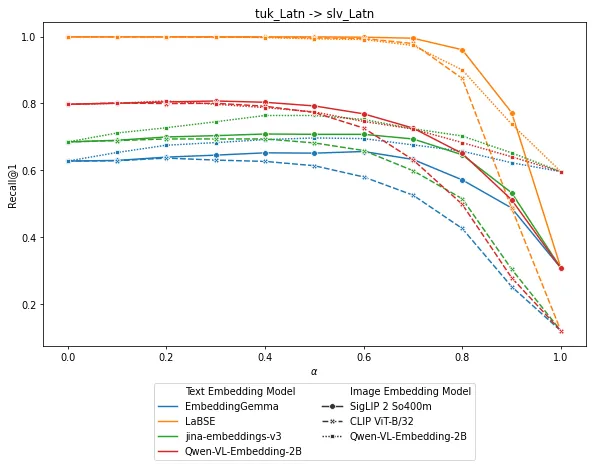 tuk_Latn -> slv_Latn
Recall@1
1.0
0.8
0.6
0.4
0.2
0.0 0.2 0.4 0.6 0.8 1.0
α
Text Embedding Model Image Embedding Model
EmbeddingGemma SigLIP 2 So400m
LaBSE CLIP ViT-B/32
jina-embeddings-v3 Qwen-VL-Embedding-2B
Qwen-VL-Embedding-2B